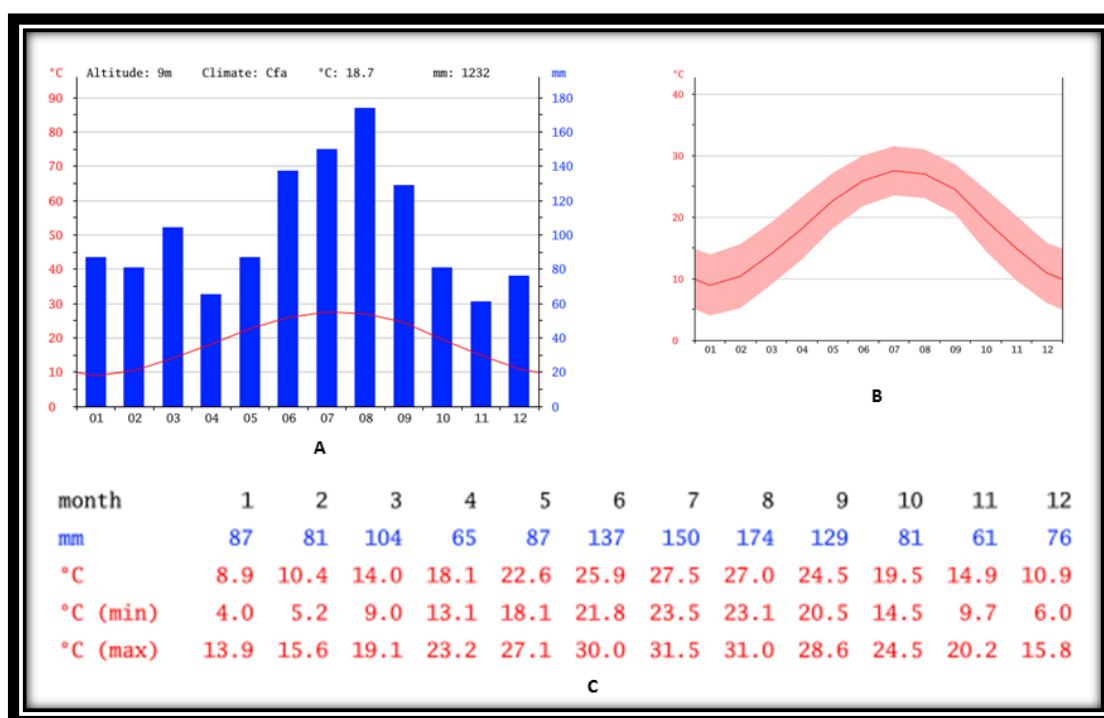 °C Altitude: 9m Climate: Cfa °C: 18.7 mm: 1232 mm
90 180
80 160
70 140
60 120
50 100
40 80
30 60
20 40
10 20
0 0
01 02 03 04 05 06 07 08 09 10 11 12
A
°C
40
30
20
10
0
01 02 03 04 05 06 07 08 09 10 11 12
B
month 1 2 3 4 5 6 7 8 9 10 11 12
mm 87 81 104 65 87 137 150 174 129 81 61 76
°C 8.9 10.4 14.0 18.1 22.6 25.9 27.5 27.0 24.5 19.5 14.9 10.9
°C (min) 4.0 5.2 9.0 13.1 18.1 21.8 23.5 23.1 20.5 14.5 9.7 6.0
°C (max) 13.9 15.6 19.1 23.2 27.1 30.0 31.5 31.0 28.6 24.5 20.2 15.8
C